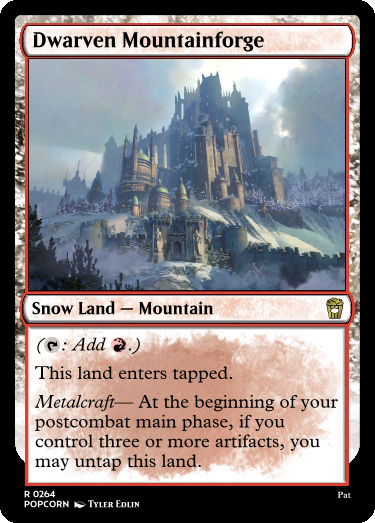 Dwarven Mountainforge
Snow Land — Mountain
(: Add .)
This land enters tapped.
Metalcraft— At the beginning of your
postcombat main phase, if you
control three or more artifacts, you
may untap this land.
R 0264
POPCORN Tyler Edlin
Pat